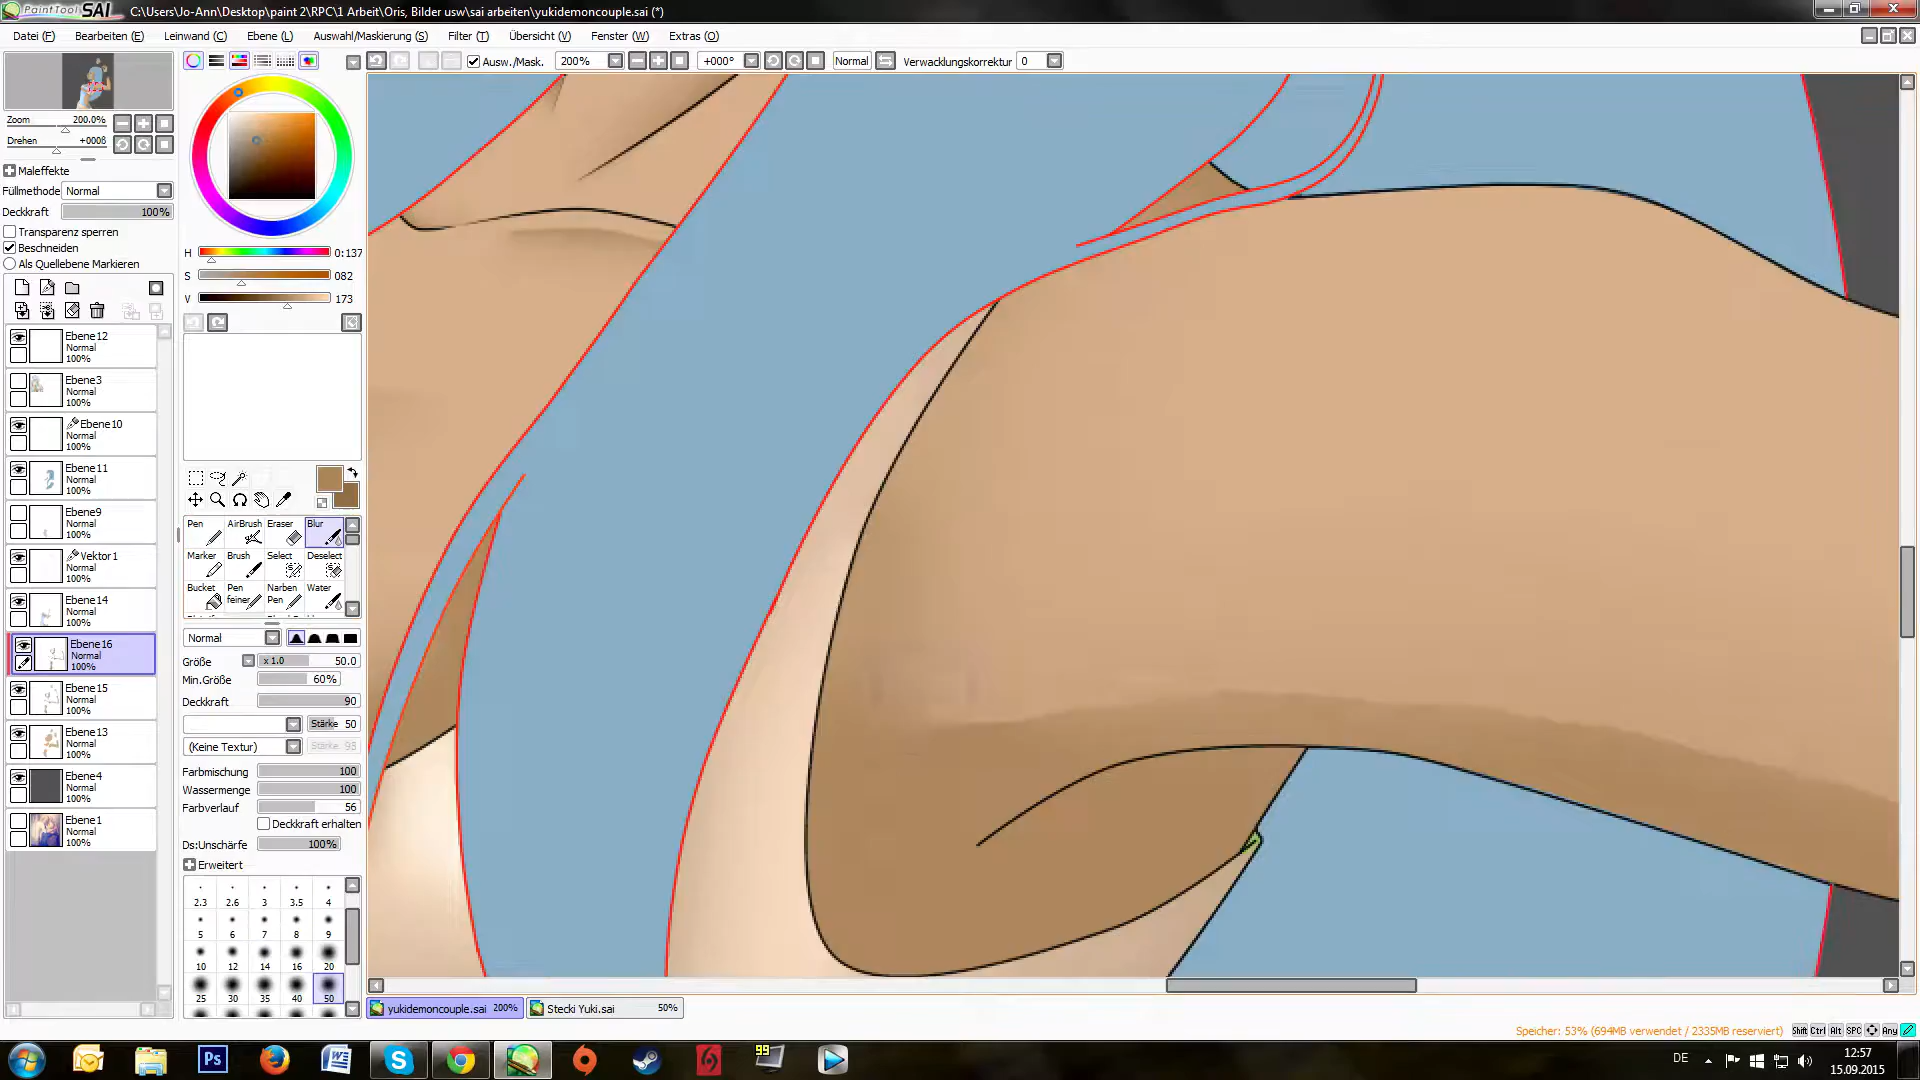 PaintTool SAI C:\Users\Jo-Ann\Desktop\paint 2\RPC\1 Arbeit\Oris, Bilder usw\sai arbeiten\yukidemoncouple.sai (*)
Datei (F) Bearbeiten (E) Leinwand (C) Ebene (L) Auswahl/Maskierung (S) Filter (T) Übersicht (V) Fenster (W) Extras (O)
Ausw./Mask. 200% +000° Normal Verwacklungskorrektur 0
Zoom 200.0%
Drehen +000ß
Maleffekte
Füllmethode Normal
Deckkraft 100%
Transparenz sperren
Beschneiden
Als Quellebene Markieren
Ebene12
Normal
100%
Ebene3
Normal
100%
Ebene10
Normal
100%
Ebene11
Normal
100%
Ebene9
Normal
100%
Vektor1
Normal
100%
Ebene14
Normal
100%
Ebene16
Normal
100%
Ebene15
Normal
100%
Ebene13
Normal
100%
Ebene4
Normal
100%
Ebene1
Normal
100%
H 0:137
S 082
V 173
Pen AirBrush Eraser Blur
Marker Brush Select Deselect
Bucket Pen feiner Narben Pen Water
Normal
Größe x 1.0 50.0
Min.Größe 60%
Deckkraft 90
Stärke 50
(Keine Textur) Stärke 95
Farbmischung 100
Wassermenge 100
Farbverlauf 56
Deckkraft erhalten
Ds:Unschärfe 100%
Erweitert
2.3 2.6 3 3.5 4
5 6 7 8 9
10 12 14 16 20
25 30 35 40 50
yukidemoncouple.sai 200% Stecki Yuki.sai 50%
Speicher: 53% (694MB verwendet / 2335MB reserviert) Shift Ctrl Alt SPC Any
Ps
W
S
99
DE
12:57
15.09.2015